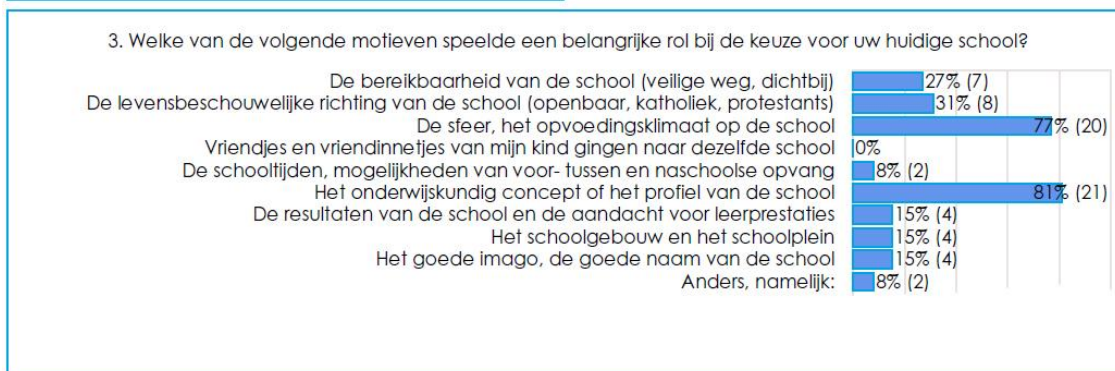 3. Welke van de volgende motieven speelde een belangrijke rol bij de keuze voor uw huidige school?
De bereikbaarheid van de school (veilige weg, dichtbij) 27% (7)
De levensbeschouwelijke richting van de school (openbaar, katholiek, protestants) 31% (8)
De sfeer, het opvoedingsklimaat op de school 77% (20)
Vriendjes en vriendinnetjes van mijn kind gingen naar dezelfde school 0%
De schooltijden, mogelijkheden van voor- tussen en naschoolse opvang 8% (2)
Het onderwijskundig concept of het profiel van de school 81% (21)
De resultaten van de school en de aandacht voor leerprestaties 15% (4)
Het schoolgebouw en het schoolplein 15% (4)
Het goede imago, de goede naam van de school 15% (4)
Anders, namelijk: 8% (2)